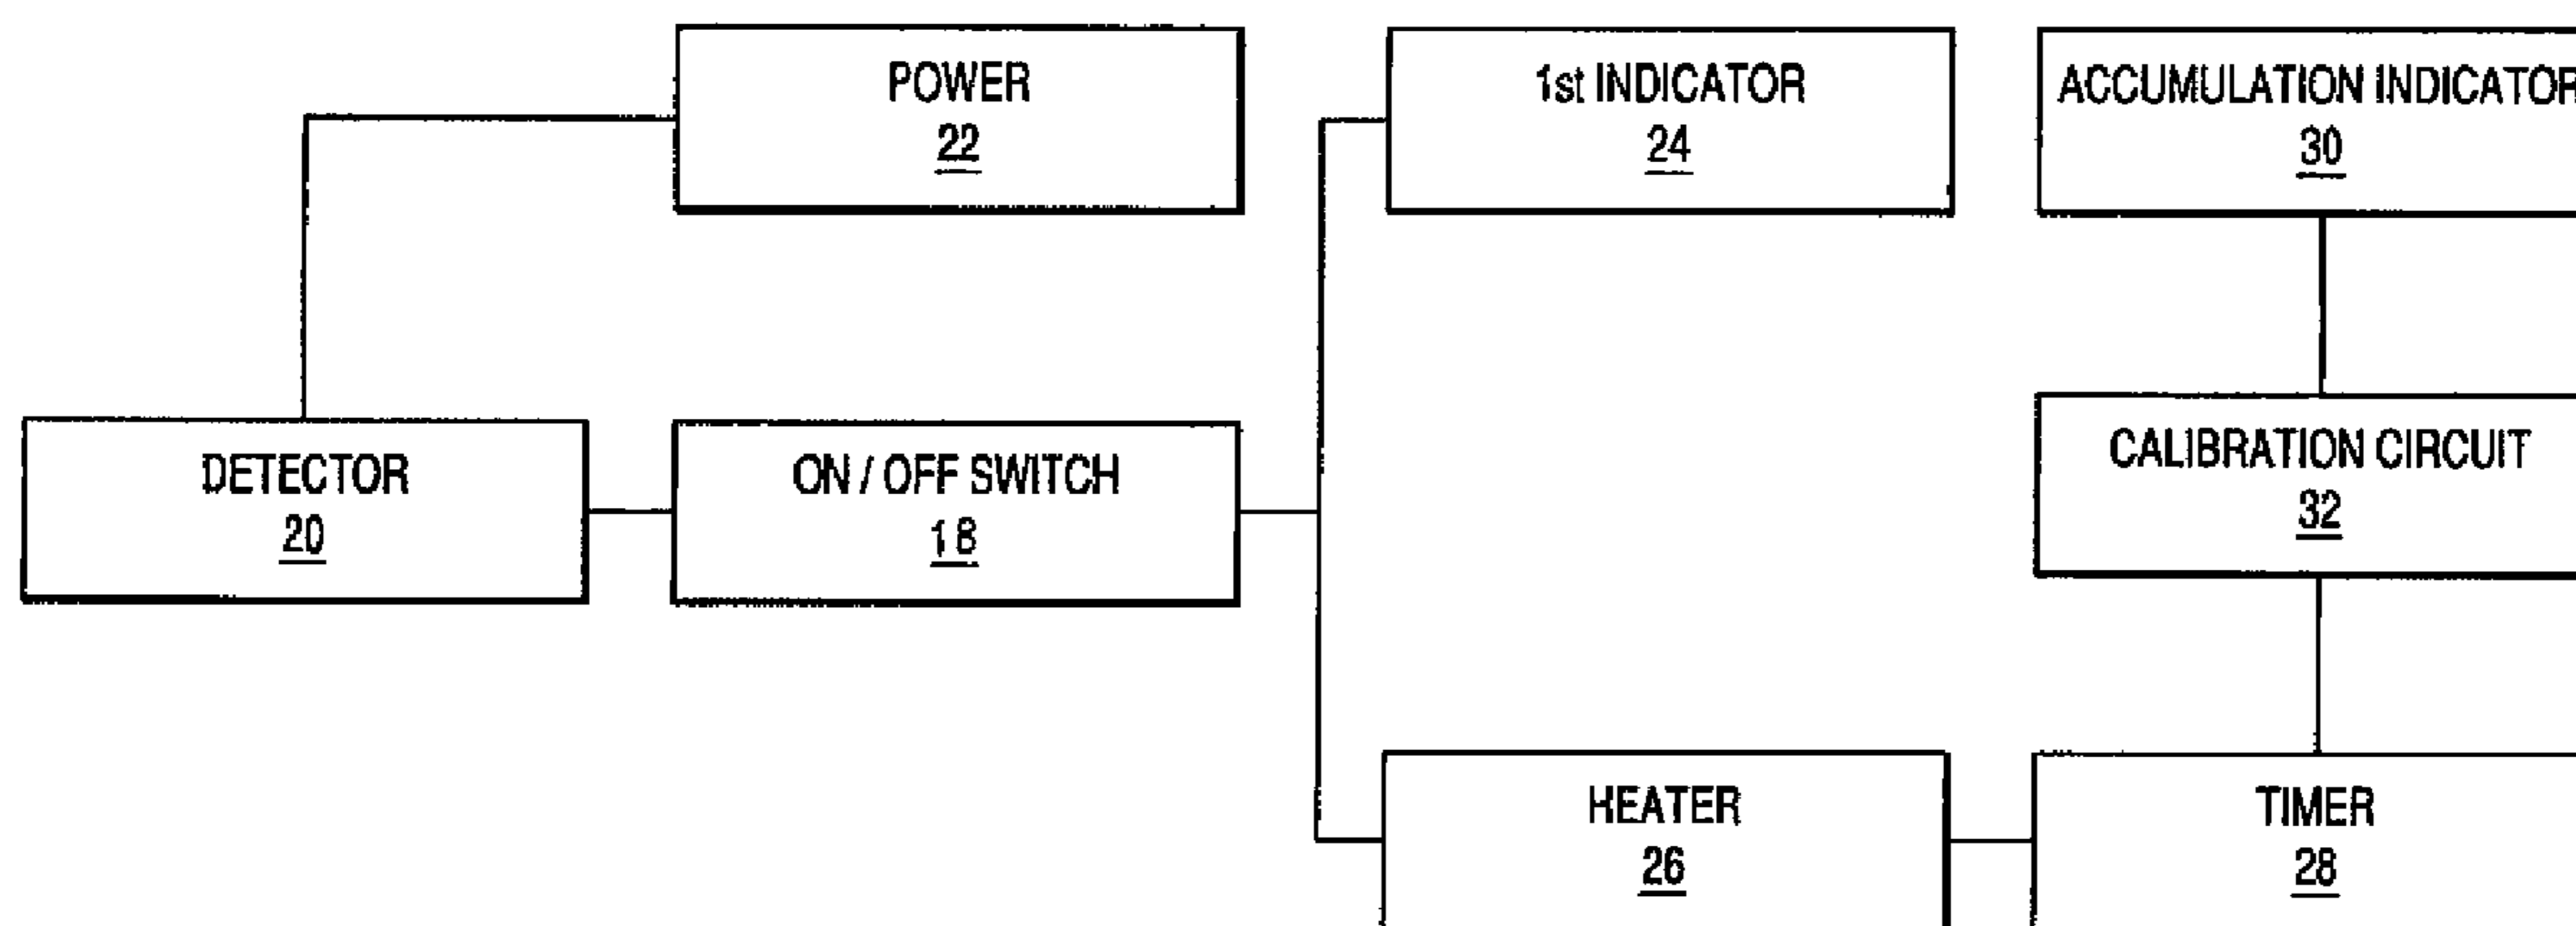 POWER
22
1st INDICATOR
24
ACCUMULATION INDICATOR
30
DETECTOR
20
ON / OFF SWITCH
18
CALIBRATION CIRCUIT
32
HEATER
26
TIMER
28